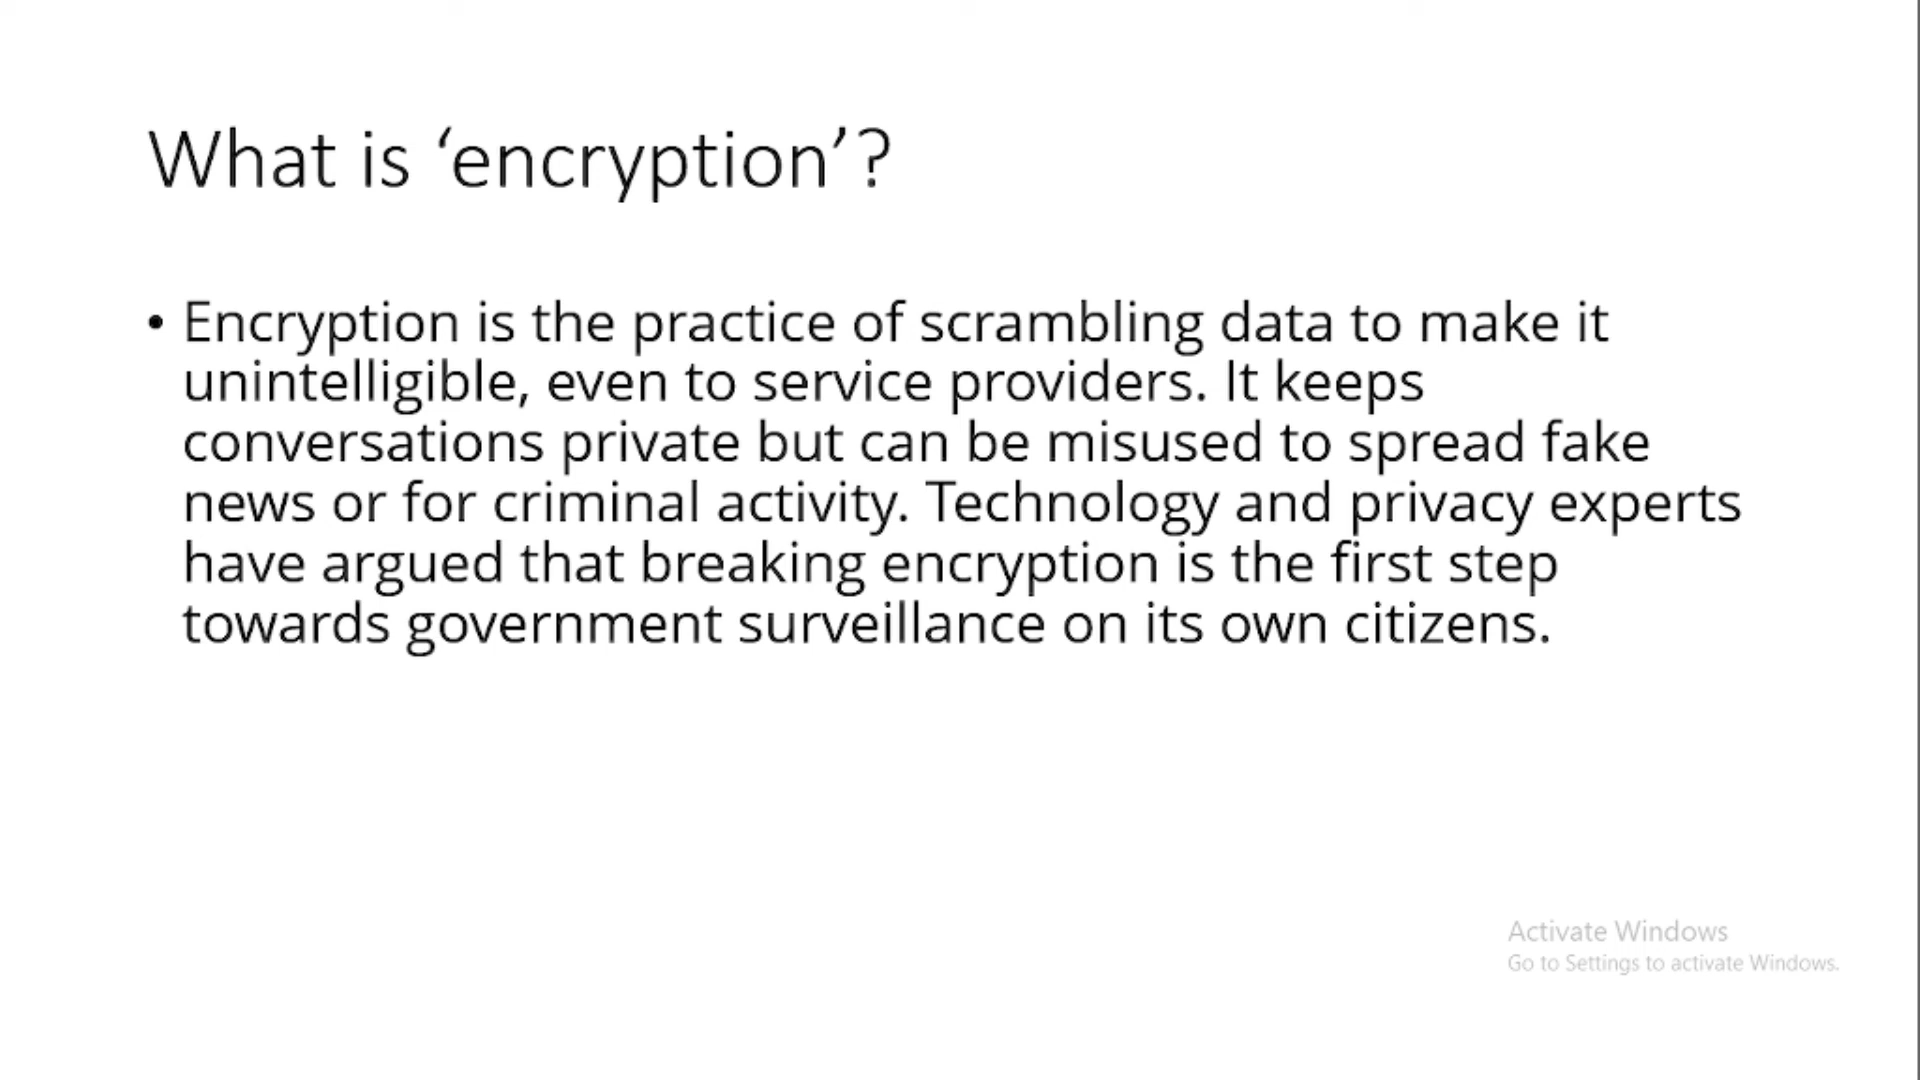 What is ‘encryption’?
• Encryption is the practice of scrambling data to make it
unintelligible, even to service providers. It keeps
conversations private but can be misused to spread fake
news or for criminal activity. Technology and privacy experts
have argued that breaking encryption is the first step
towards government surveillance on its own citizens.
Activate Windows
Go to Settings to activate Windows.